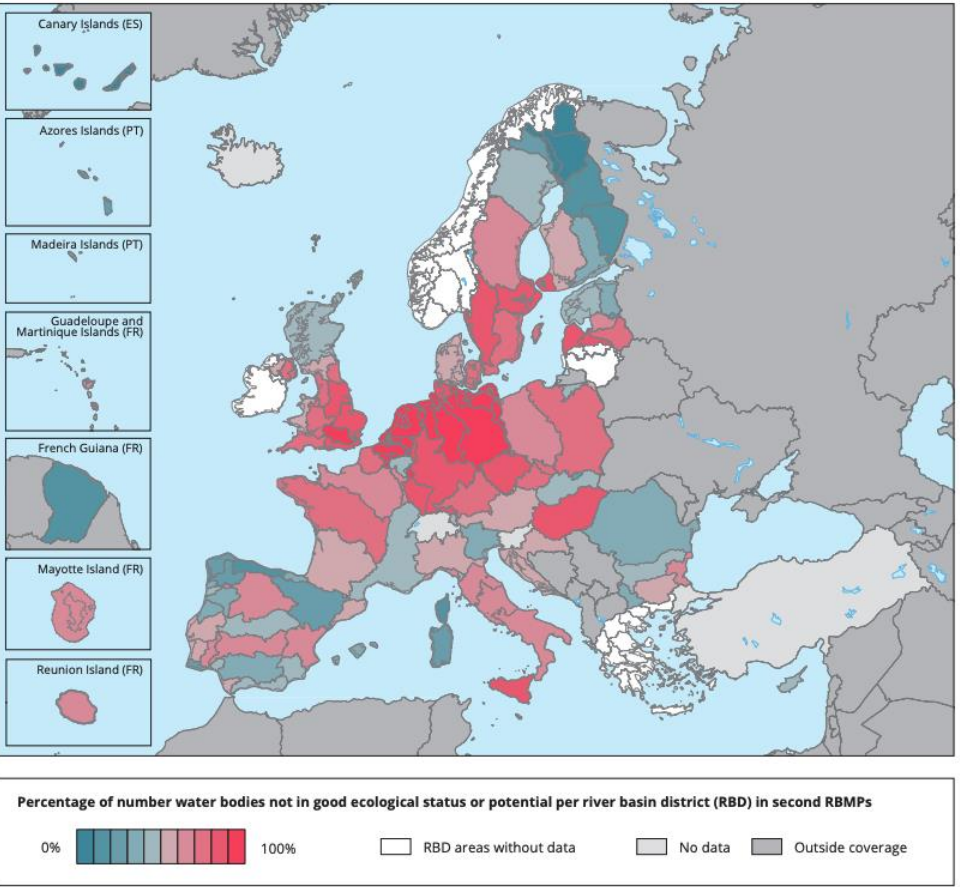 Canary Islands (ES)
Azores Islands (PT)
Madeira Islands (PT)
Guadeloupe and
Martinique Islands (FR)
French Guiana (FR)
Mayotte Island (FR)
Reunion Island (FR)
Percentage of number water bodies not in good ecological status or potential per river basin district (RBD) in second RBMPs
0%
100%
RBD areas without data
No data
Outside coverage